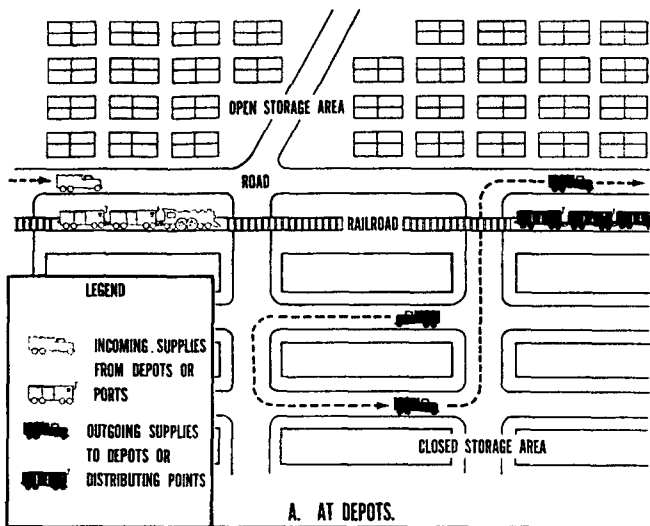 OPEN STORAGE AREA
ROAD
RAILROAD
LEGEND
INCOMING. SUPPLIES
FROM DEPOTS OR
PORTS
OUTGOING SUPPLIES
TO DEPOTS OR
DISTRIBUTING POINTS
CLOSED STORAGE AREA
A. AT DEPOTS.